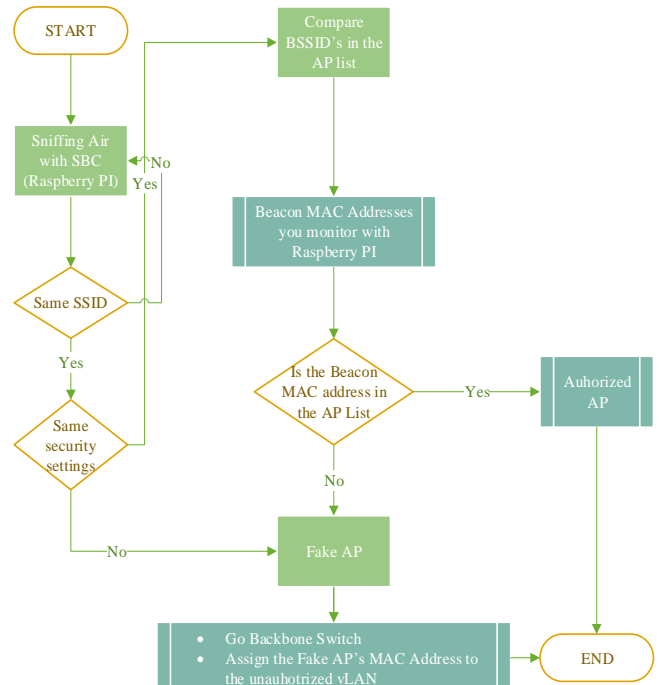 START
Compare
BSSID's in the
AP list
Sniffing Air
with SBC
(Raspberry PI)
No
Yes
Beacon MAC Addresses
you monitor with
Raspberry PI
Same SSID
Yes
Is the Beacon
MAC address in
the AP List
Yes
Auhorized
AP
Same
security
settings
No
No
Fake AP
• Go Backbone Switch
• Assign the Fake AP's MAC Address to
the unauhotrized vLAN
END